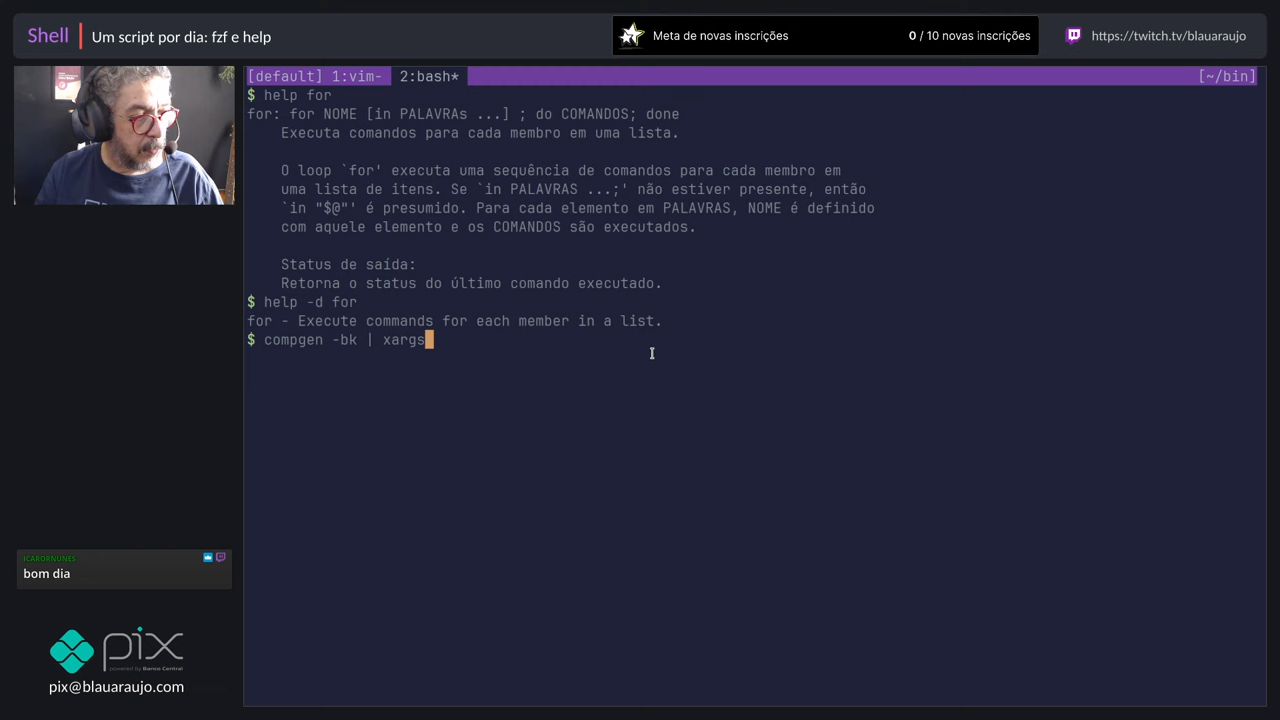 Shell | Um script por dia: fzf e help
Meta de novas inscrições 0 / 10 novas inscrições
https://twitch.tv/blauaraujo
[default] 1:vim- 2:bash* [~/bin]
$ help for
for: for NOME [in PALAVRAs ...] ; do COMANDOS; done
    Executa comandos para cada membro em uma lista.

    O loop `for' executa uma sequência de comandos para cada membro em
    uma lista de itens. Se `in PALAVRAS ...;' não estiver presente, então
    `in "$@"' é presumido. Para cada elemento em PALAVRAS, NOME é definido
    com aquele elemento e os COMANDOS são executados.

    Status de saída:
    Retorna o status do último comando executado.
$ help -d for
for - Execute commands for each member in a list.
$ compgen -bk | xargs
ICARORNUNES
bom dia
pix
powered by Banco Central
pix@blauaraujo.com